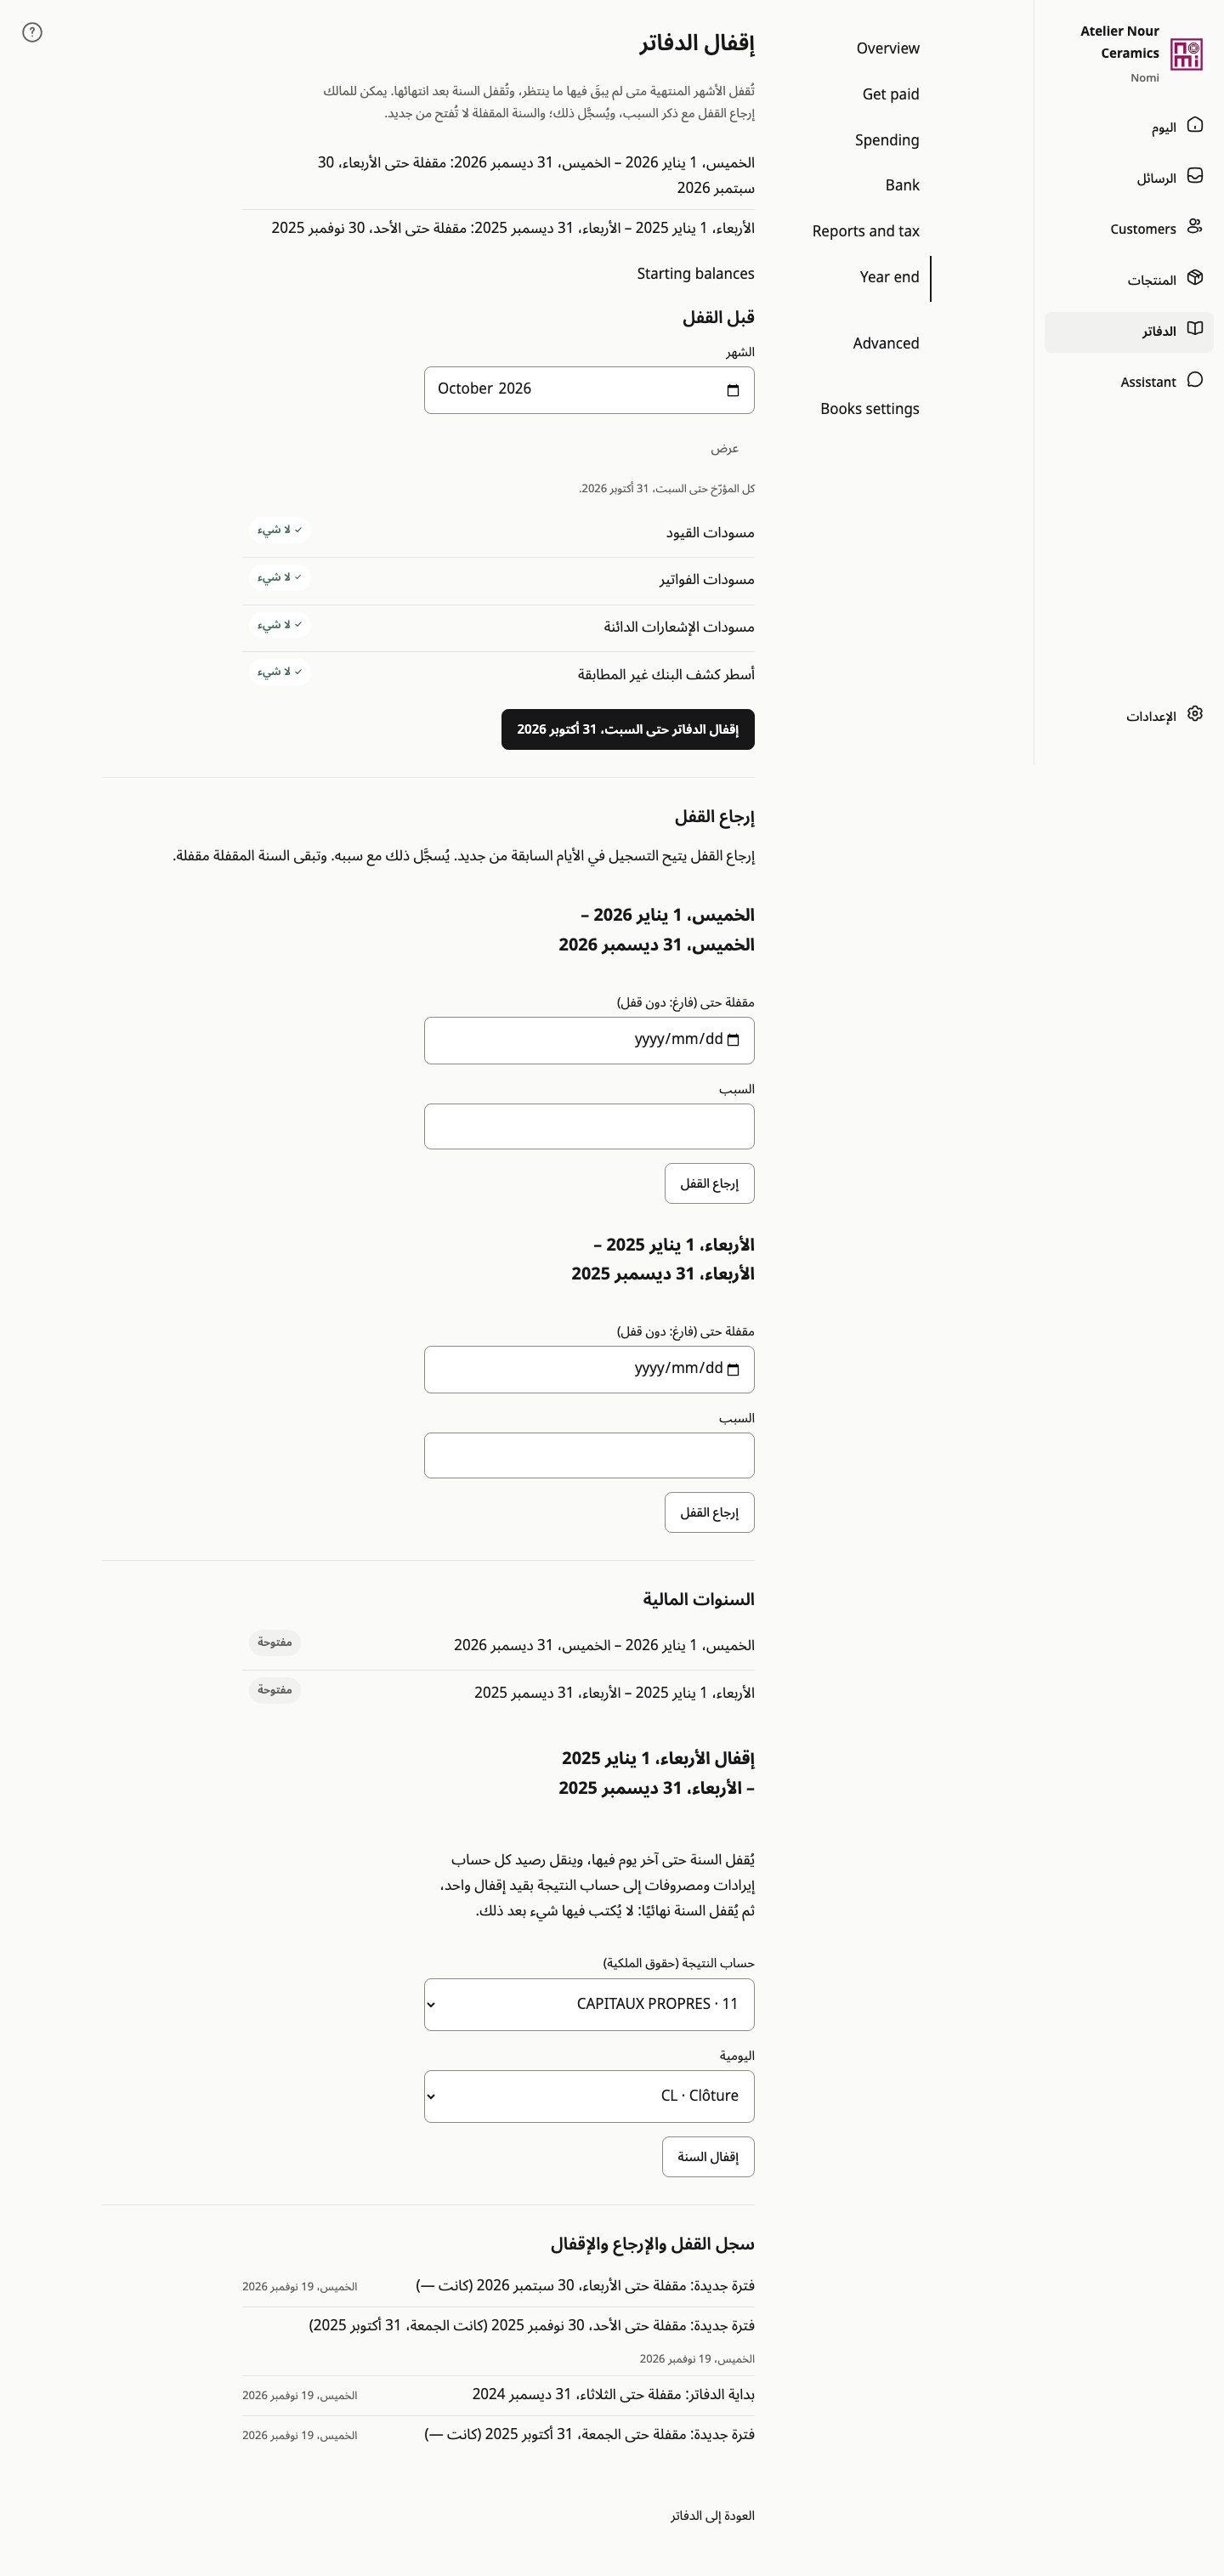 Atelier Nour
Ceramics
Nomi
اليوم
الرسائل
Customers
المنتجات
الدفاتر
Assistant
الإعدادات
Overview
Get paid
Spending
Bank
Reports and tax
Year end
Advanced
Books settings
إقفال الدفاتر
تُقفل الأشهر المنتهية متى لم يبقَ فيها ما ينتظر، وتُقفل السنة بعد انتهائها. يمكن للمالك
إرجاع القفل مع ذكر السبب، ويُسجَّل ذلك؛ والسنة المقفلة لا تُفتح من جديد.
الخميس، 1 يناير 2026 – الخميس، 31 ديسمبر 2026: مقفلة حتى الأربعاء، 30
سبتمبر 2026
الأربعاء، 1 يناير 2025 – الأربعاء، 31 ديسمبر 2025: مقفلة حتى الأحد، 30 نوفمبر 2025
Starting balances
قبل القفل
الشهر
October 2026
عرض
كل المؤرّخ حتى السبت، 31 أكتوبر 2026.
مسودات القيود
لا شيء
مسودات الفواتير
لا شيء
مسودات الإشعارات الدائنة
لا شيء
أسطر كشف البنك غير المطابقة
لا شيء
إقفال الدفاتر حتى السبت، 31 أكتوبر 2026
إرجاع القفل
إرجاع القفل يتيح التسجيل في الأيام السابقة من جديد. يُسجَّل ذلك مع سببه. وتبقى السنة المقفلة مقفلة.
الخميس، 1 يناير 2026 –
الخميس، 31 ديسمبر 2026
مقفلة حتى (فارغ: دون قفل)
yyyy/mm/dd
السبب
إرجاع القفل
الأربعاء، 1 يناير 2025 –
الأربعاء، 31 ديسمبر 2025
مقفلة حتى (فارغ: دون قفل)
yyyy/mm/dd
السبب
إرجاع القفل
السنوات المالية
الخميس، 1 يناير 2026 – الخميس، 31 ديسمبر 2026
مفتوحة
الأربعاء، 1 يناير 2025 – الأربعاء، 31 ديسمبر 2025
مفتوحة
إقفال الأربعاء، 1 يناير 2025
– الأربعاء، 31 ديسمبر 2025
يُقفل السنة حتى آخر يوم فيها، وينقل رصيد كل حساب
إيرادات ومصروفات إلى حساب النتيجة بقيد إقفال واحد،
ثم يُقفل السنة نهائيًا: لا يُكتب فيها شيء بعد ذلك.
حساب النتيجة (حقوق الملكية)
11 · CAPITAUX PROPRES
اليومية
CL · Clôture
إقفال السنة
سجل القفل والإرجاع والإقفال
فترة جديدة: مقفلة حتى الأربعاء، 30 سبتمبر 2026 (كانت —)
الخميس، 19 نوفمبر 2026
فترة جديدة: مقفلة حتى الأحد، 30 نوفمبر 2025 (كانت الجمعة، 31 أكتوبر 2025)
الخميس، 19 نوفمبر 2026
بداية الدفاتر: مقفلة حتى الثلاثاء، 31 ديسمبر 2024
الخميس، 19 نوفمبر 2026
فترة جديدة: مقفلة حتى الجمعة، 31 أكتوبر 2025 (كانت —)
الخميس، 19 نوفمبر 2026
العودة إلى الدفاتر